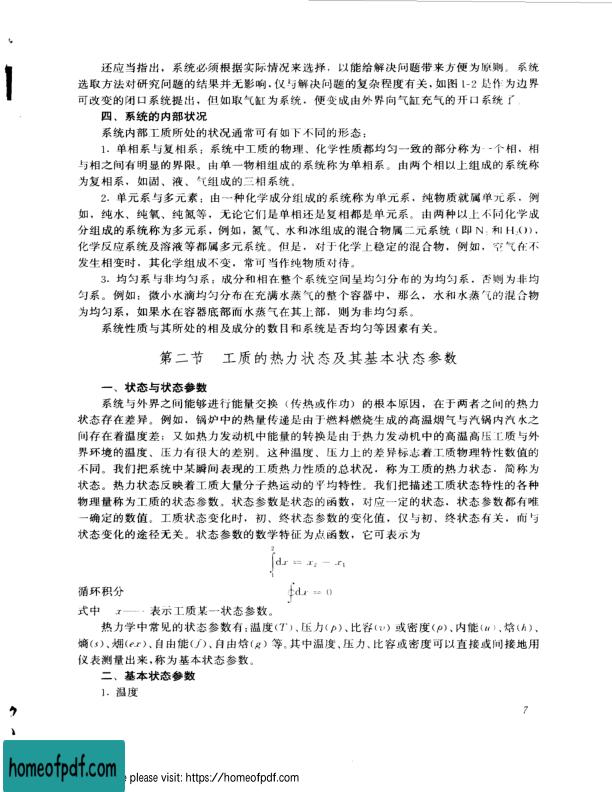 还应当指出，系统必须根据实际情况来选择，以能给解决问题带来方便为原则。系统
选取方法对研究问题的结果并无影响，仅与解决问题的复杂程度有关，如图1-2是作为边界
可改变的闭口系统提出，但如取气缸为系统，便变成由外界向气缸充气的开口系统了
四、系统的内部状况
系统内部工质所处的状况通常可有如下不同的形态：
1．单相系与复相系：系统中工质的物理、化学性质都均匀一致的部分称为一个相，相
与相之间有明显的界限。由单一物相组成的系统称为单相系。由两个相以上组成的系统称
为复相系，如固、液、气组成的三相系统。
2．单元系与多元素：由一种化学成分组成的系统称为单元系，纯物质就属单元系，例
如，纯水、纯氧、纯氮等，无论它们是单相还是复相都是单元系。由两种以上不同化学成
分组成的系统称为多元系，例如，氮气、水和冰组成的混合物属二元系统（即N₂和H₂O），
化学反应系统及溶液等都属多元系统。但是，对于化学上稳定的混合物，例如，空气在不
发生相变时，其化学组成不变，常可当作纯物质对待。
3．均匀系与非均匀系：成分和相在整个系统空间呈均匀分布的为均匀系，否则为非均
匀系。例如：微小水滴均匀分布在充满水蒸气的整个容器中，那么，水和水蒸气的混合物
为均匀系，如果水在容器底部而水蒸气在其上部，则为非均匀系。
系统性质与其所处的相及成分的数目和系统是否均匀等因素有关。
第二节 工质的热力状态及其基本状态参数
一、状态与状态参数
系统与外界之间能够进行能量交换（传热或作功）的根本原因，在于两者之间的热力
状态存在差异。例如，锅炉中的热量传递是由于燃料燃烧生成的高温烟气与汽锅内汽水之
间存在着温度差；又如热力发动机中能量的转换是由于热力发动机中的高温高压工质与外
界环境的温度、压力有很大的差别。这种温度、压力上的差异标志着工质物理特性数值的
不同。我们把系统中某瞬间表现的工质热力性质的总状况，称为工质的热力状态，简称为
状态。热力状态反映着工质大量分子热运动的平均特性。我们把描述工质状态特性的各种
物理量称为工质的状态参数。状态参数是状态的函数，对应一定的状态，状态参数都有唯
一确定的数值。工质状态变化时，初、终状态参数的变化值，仅与初、终状态有关，而与
状态变化的途径无关。状态参数的数学特征为点函数，它可表示为
∫₁²dx = x₂ − x₁
循环积分 ∮dx = 0
式中 x——表示工质某一状态参数。
热力学中常见的状态参数有：温度(T)、压力(p)、比容(v)或密度(ρ)、内能(u)、焓(h)、
熵(s)、㶲(ex)、自由能(f)、自由焓(g)等。其中温度、压力、比容或密度可以直接或间接地用
仪表测量出来，称为基本状态参数。
二、基本状态参数
1．温度
7
homeofpdf.com
please visit: https://homeofpdf.com